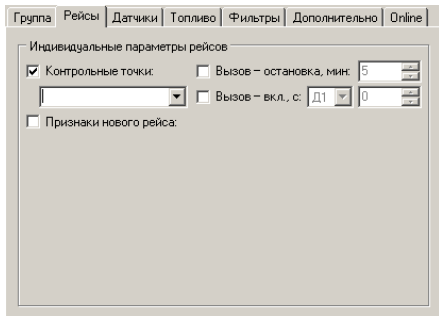 Группа Рейсы Датчики Топливо Фильтры Дополнительно Online
Индивидуальные параметры рейсов
Контрольные точки: Вызов – остановка, мин: 5
Вызов – вкл., с: Д1 0
Признаки нового рейса: